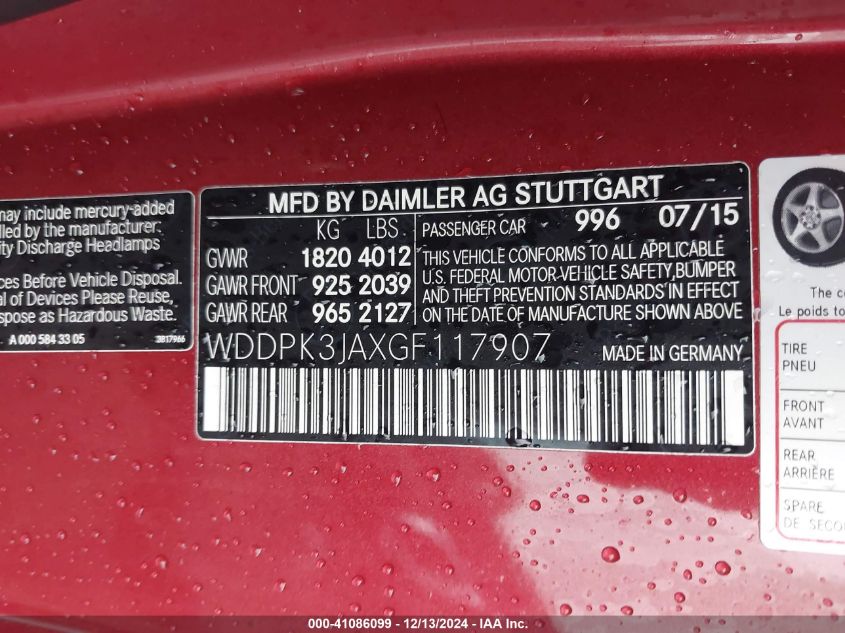 may include mercury-added
lled by the manufacturer:
ity Discharge Headlamps
ces Before Vehicle Disposal.
al of Devices Please Reuse,
spose as Hazardous Waste.
A 000 584 33 05
3817966
MFD BY DAIMLER AG STUTTGART
KG LBS
GVWR 1820 4012
GAWR FRONT 925 2039
GAWR REAR 965 2127
PASSENGER CAR 996 07/15
THIS VEHICLE CONFORMS TO ALL APPLICABLE
U.S. FEDERAL MOTOR VEHICLE SAFETY,BUMPER
AND THEFT PREVENTION STANDARDS IN EFFECT
ON DATE OF MANUFACTURE SHOWN ABOVE
WDDPK3JAXGF117907
MADE IN GERMANY
The co
Le poids to
TIRE
PNEU
FRONT
AVANT
REAR
ARRIÈRE
SPARE
DE SECO
000-41086099 - 12/13/2024 - IAA Inc.